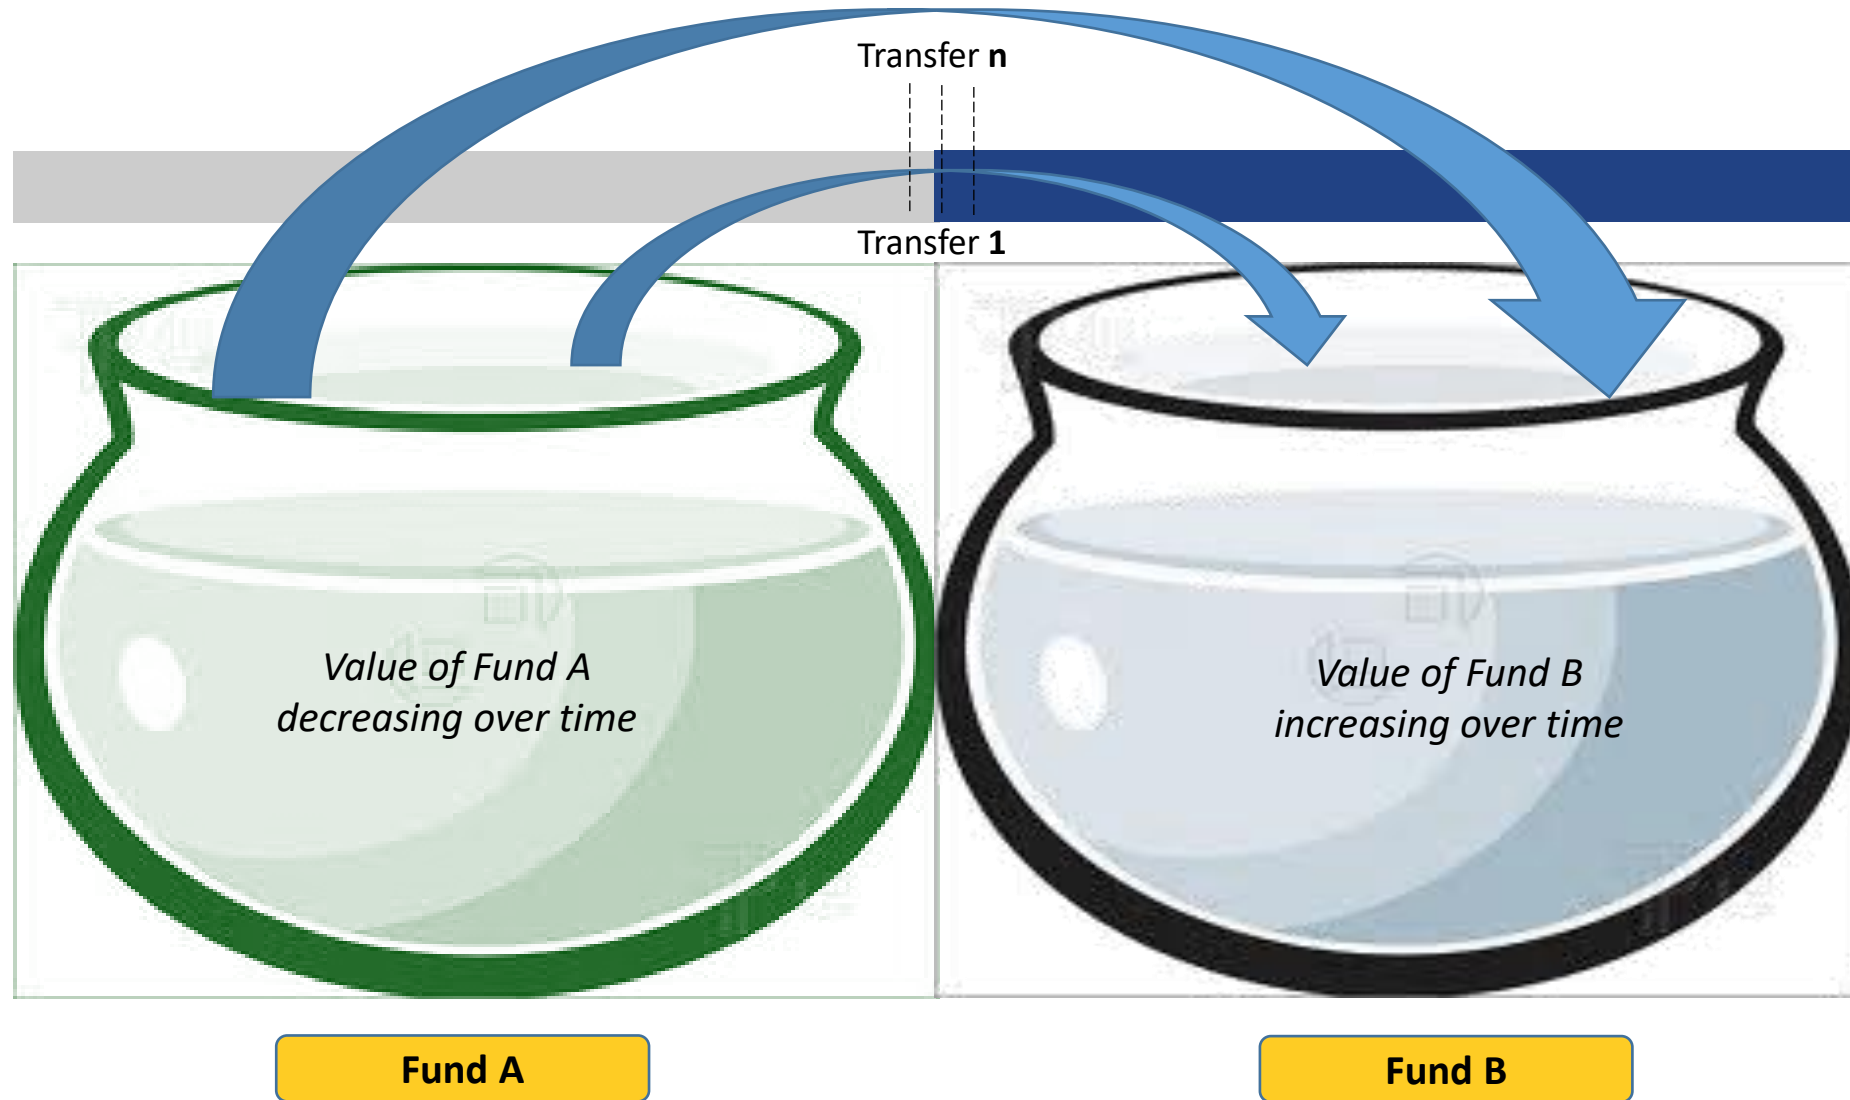 Transfer n
Transfer 1
Value of Fund A
decreasing over time
Value of Fund B
increasing over time
Fund A
Fund B